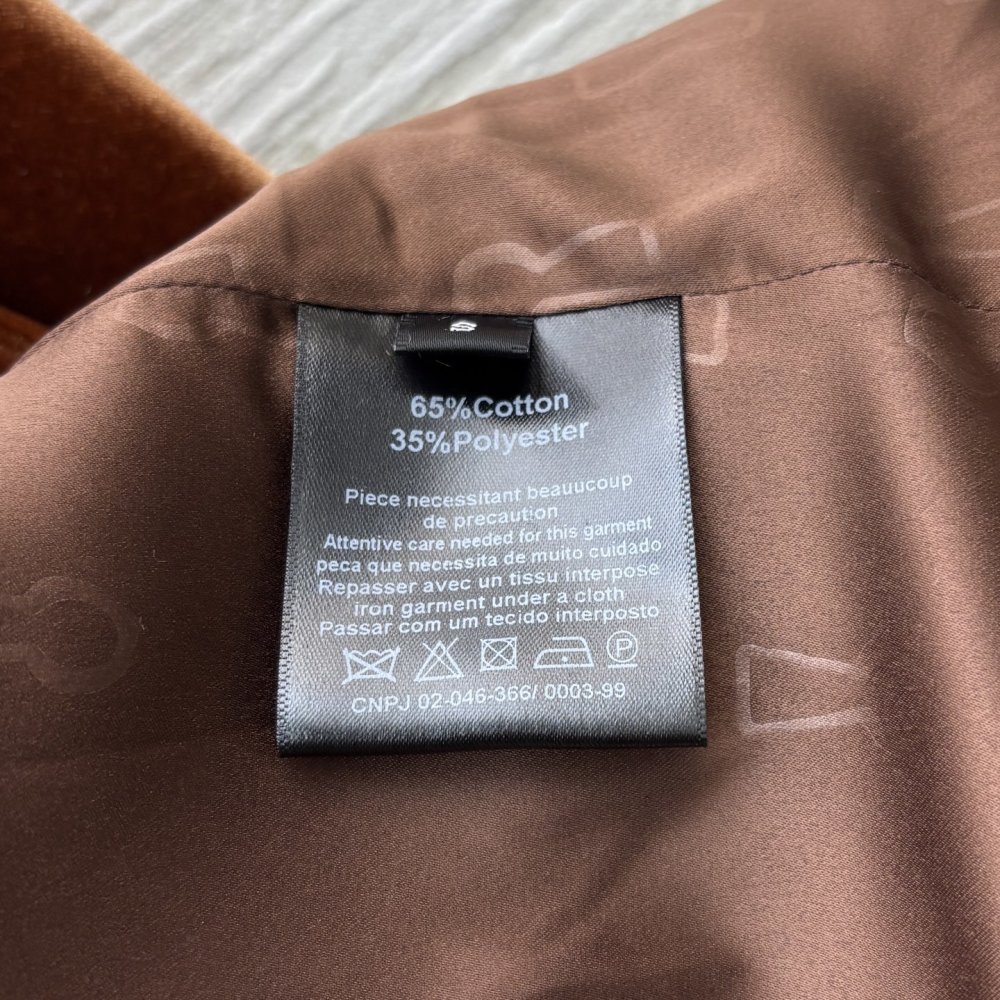 65%Cotton
35%Polyester
Piece necessitant beauucoup
de precaution
Attentive care needed for this garment
peca que necessita de muito cuidado
Repasser avec un tissu interpose
iron garment under a cloth
Passar com um tecido interposto
P
CNPJ 02-046-366/ 0003-99